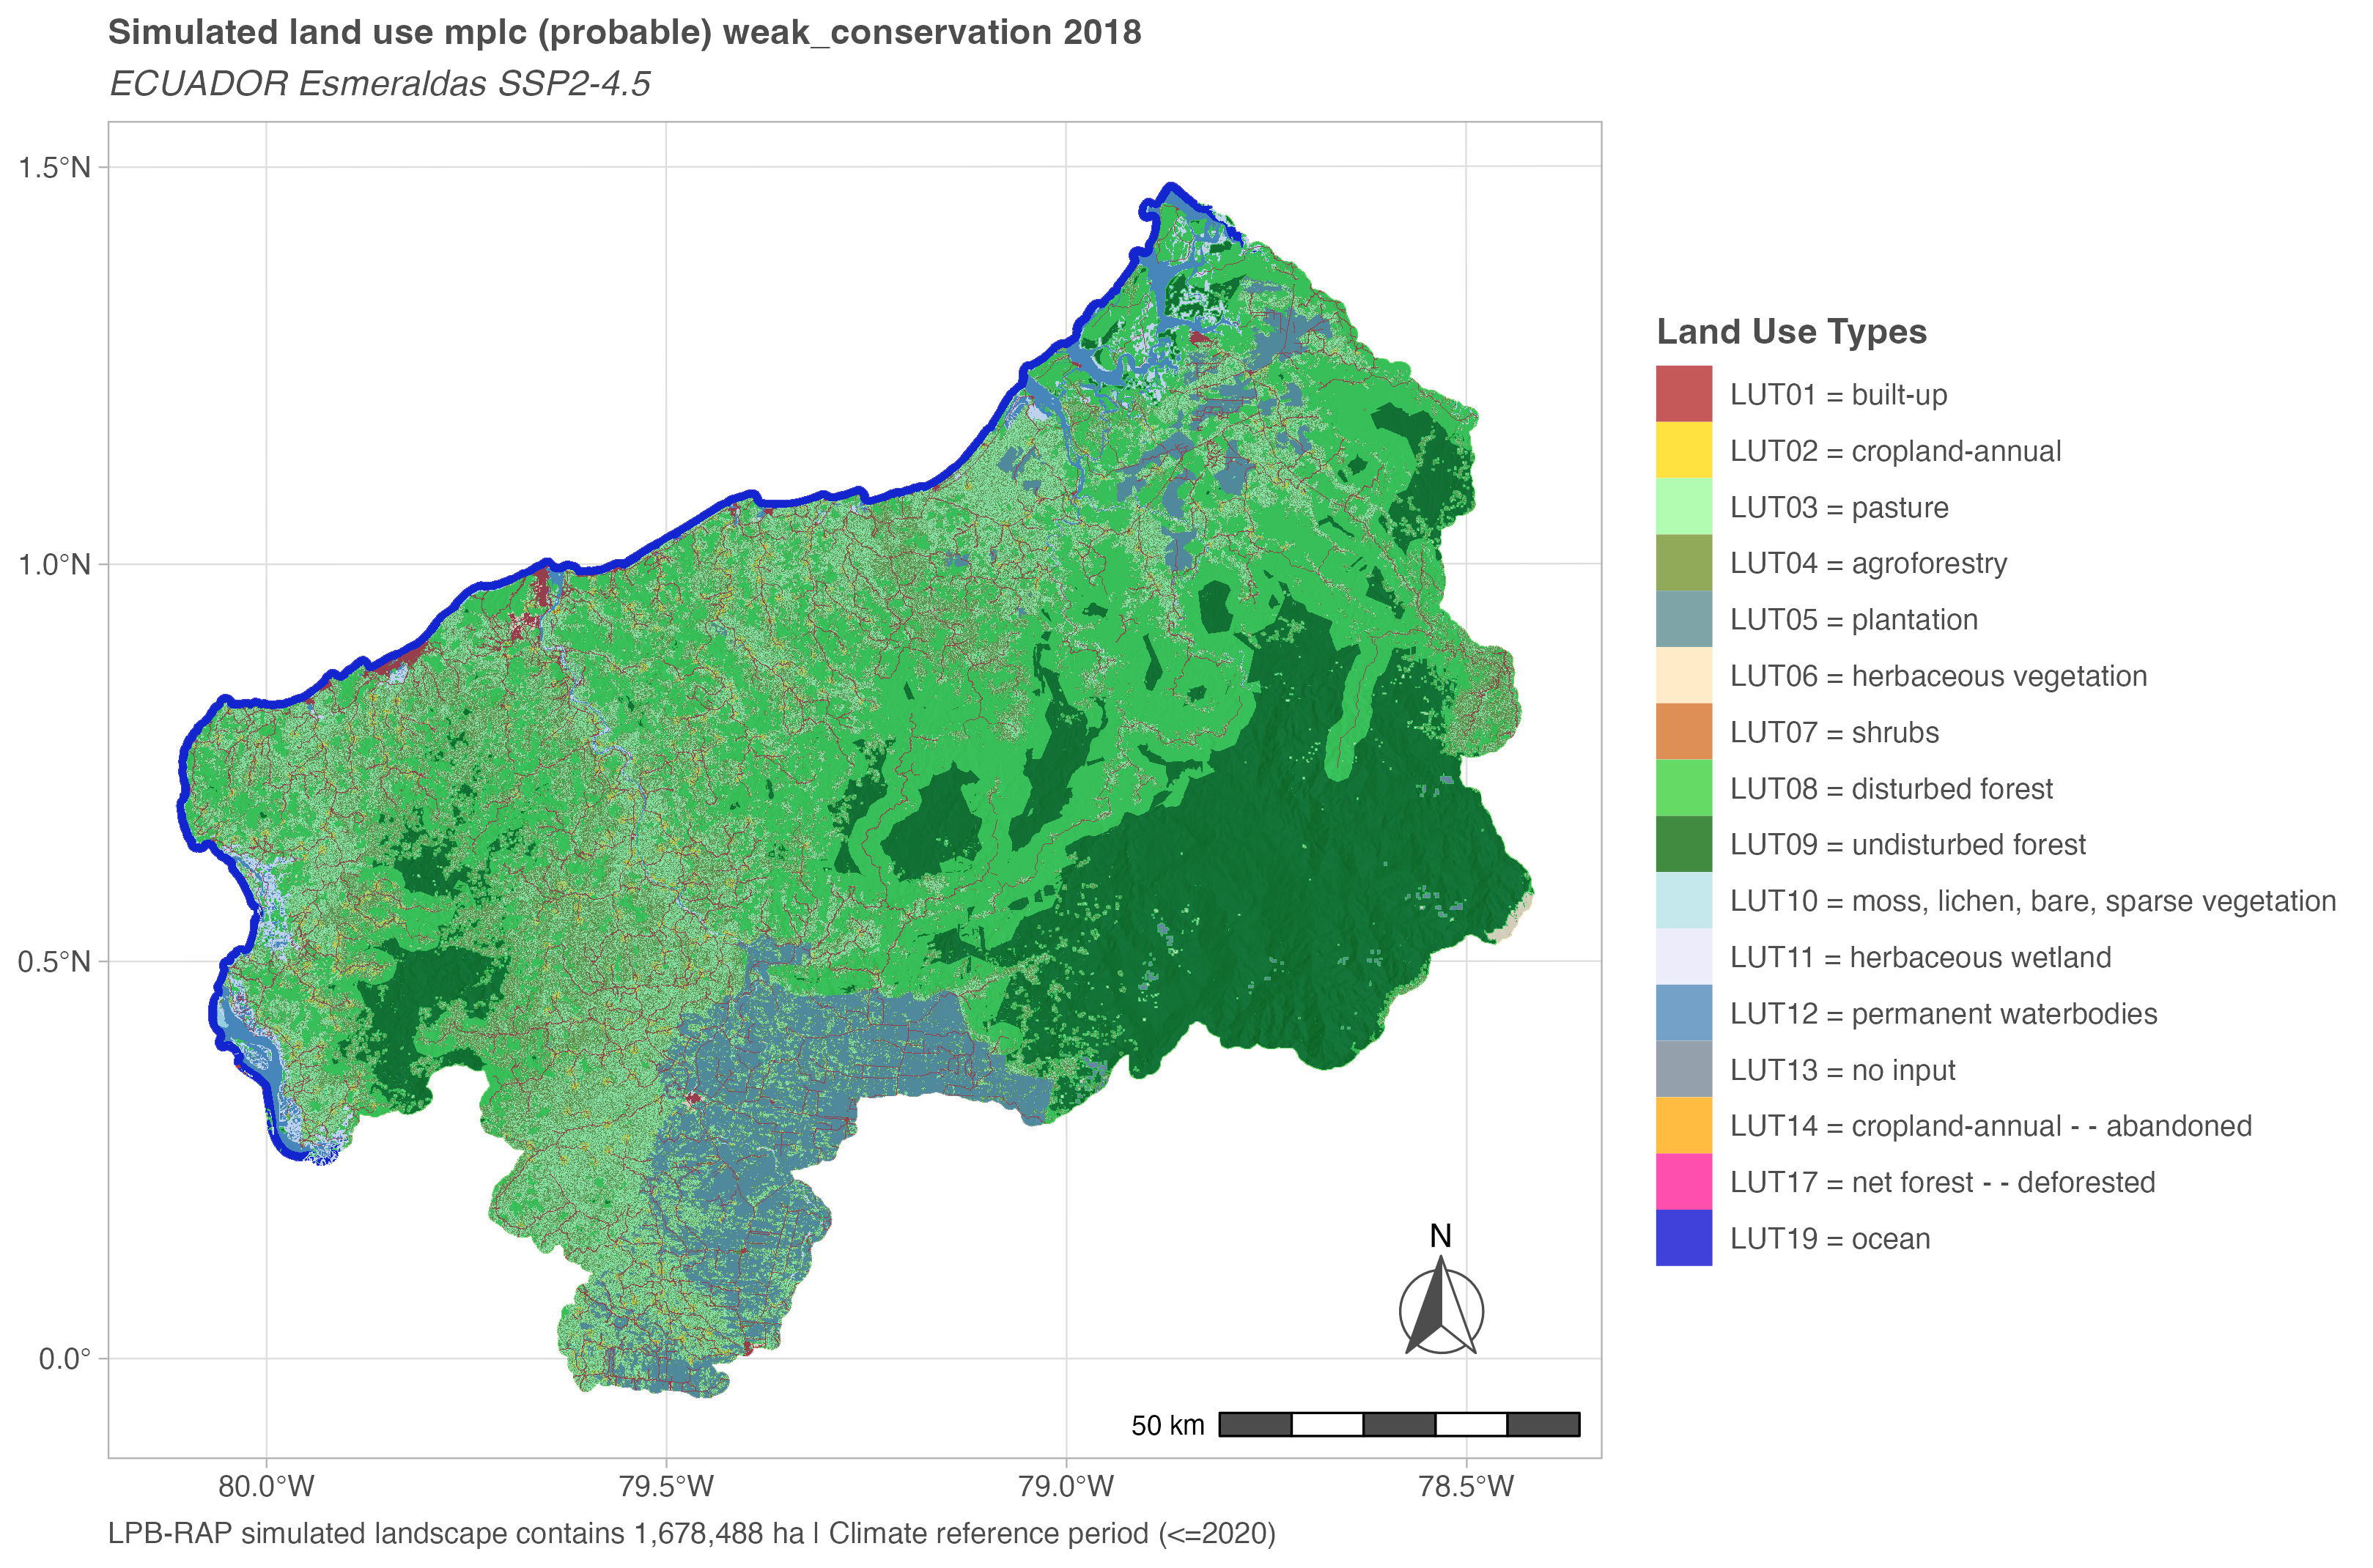 Simulated land use mplc (probable) weak_conservation 2018
ECUADOR Esmeraldas SSP2-4.5
1.5°N
1.0°N
0.5°N
0.0°
80.0°W
79.5°W
79.0°W
78.5°W
N
50 km
Land Use Types
LUT01 = built-up
LUT02 = cropland-annual
LUT03 = pasture
LUT04 = agroforestry
LUT05 = plantation
LUT06 = herbaceous vegetation
LUT07 = shrubs
LUT08 = disturbed forest
LUT09 = undisturbed forest
LUT10 = moss, lichen, bare, sparse vegetation
LUT11 = herbaceous wetland
LUT12 = permanent waterbodies
LUT13 = no input
LUT14 = cropland-annual - - abandoned
LUT17 = net forest - - deforested
LUT19 = ocean
LPB-RAP simulated landscape contains 1,678,488 ha | Climate reference period (<=2020)